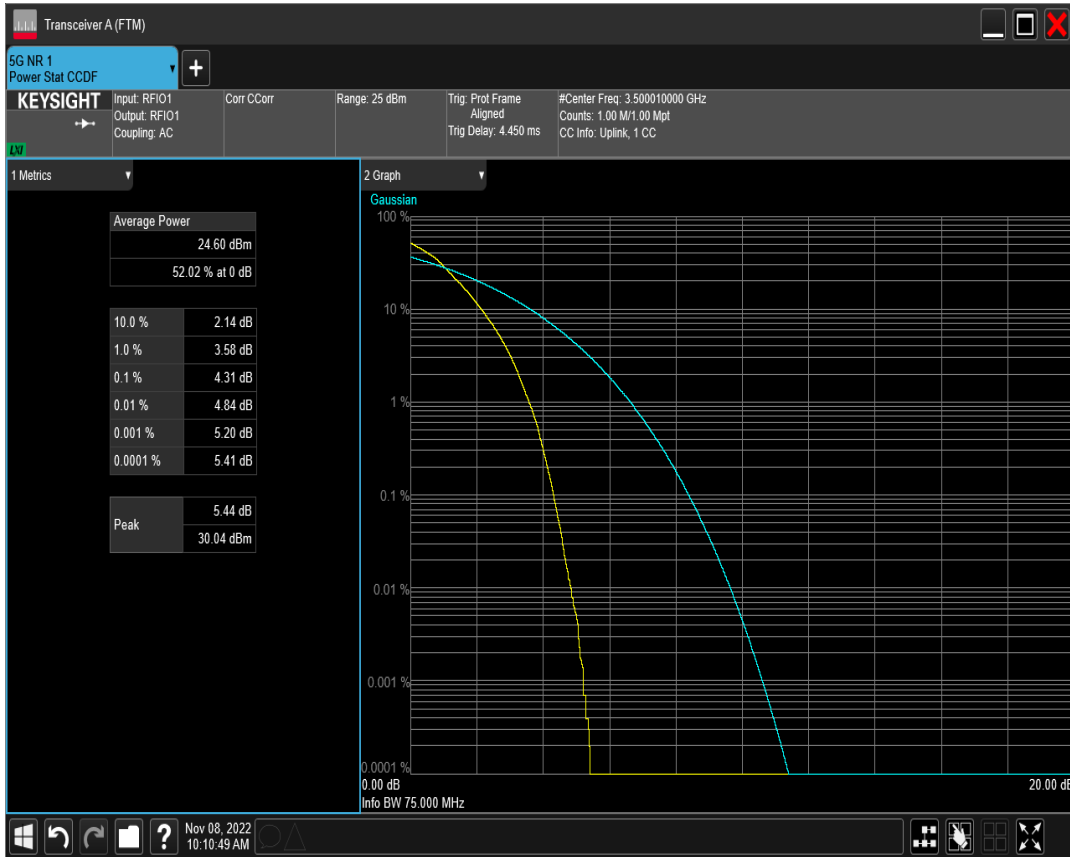 Transceiver A (FTM)
5G NR 1
Power Stat CCDF
+
KEYSIGHT
LXI
Input: RFIO1
Output: RFIO1
Coupling: AC
Corr CCorr
Range: 25 dBm
Trig: Prot Frame
Aligned
Trig Delay: 4.450 ms
#Center Freq: 3.500010000 GHz
Counts: 1.00 M/1.00 Mpt
CC Info: Uplink, 1 CC
1 Metrics
Average Power
24.60 dBm
52.02 % at 0 dB
10.0 % 2.14 dB
1.0 % 3.58 dB
0.1 % 4.31 dB
0.01 % 4.84 dB
0.001 % 5.20 dB
0.0001 % 5.41 dB
Peak
5.44 dB
30.04 dBm
2 Graph
Gaussian
100 %
10 %
1 %
0.1 %
0.01 %
0.001 %
0.0001 %
0.00 dB 20.00 dB
Info BW 75.000 MHz
?
Nov 08, 2022
10:10:49 AM